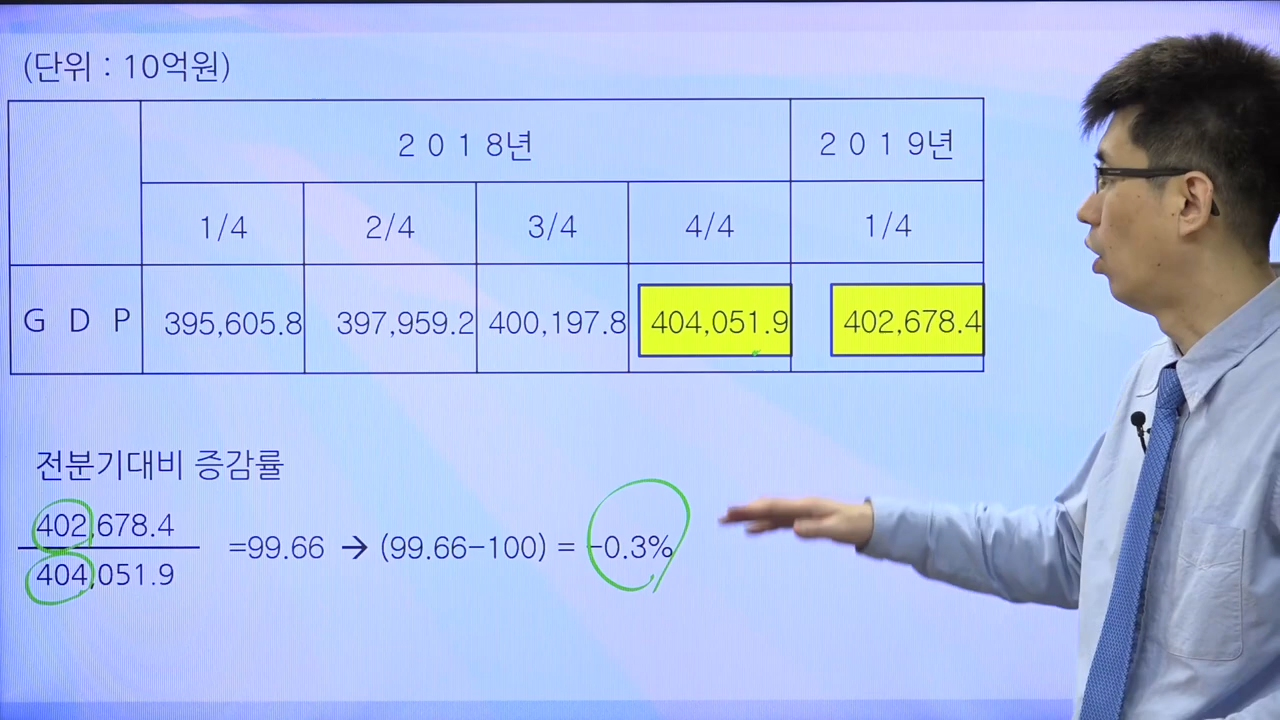 (단위 : 10억원)
2 0 1 8년 2 0 1 9년
1/4 2/4 3/4 4/4 1/4
G D P 395,605.8 397,959.2 400,197.8 404,051.9 402,678.4
전분기대비 증감률
402,678.4
404,051.9
=99.66 → (99.66-100) = -0.3%